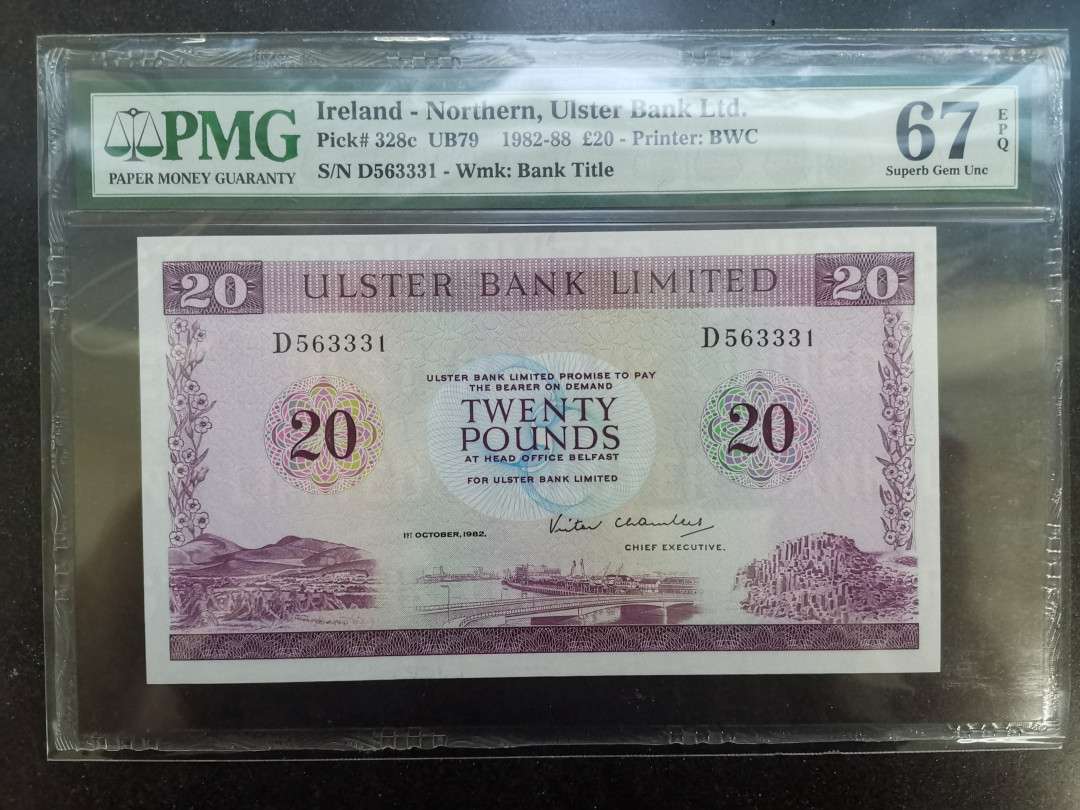 PMG
PAPER MONEY GUARANTY
Ireland - Northern, Ulster Bank Ltd.
Pick# 328c UB79 1982-88 £20 - Printer: BWC
S/N D563331 - Wmk: Bank Title
67
EPQ
Superb Gem Unc
20 ULSTER BANK LIMITED 20
D563331 D563331
ULSTER BANK LIMITED PROMISE TO PAY
THE BEARER ON DEMAND
20 TWENTY 20
POUNDS
AT HEAD OFFICE BELFAST
FOR ULSTER BANK LIMITED
Victor Chambers
1ST OCTOBER, 1982.
CHIEF EXECUTIVE.